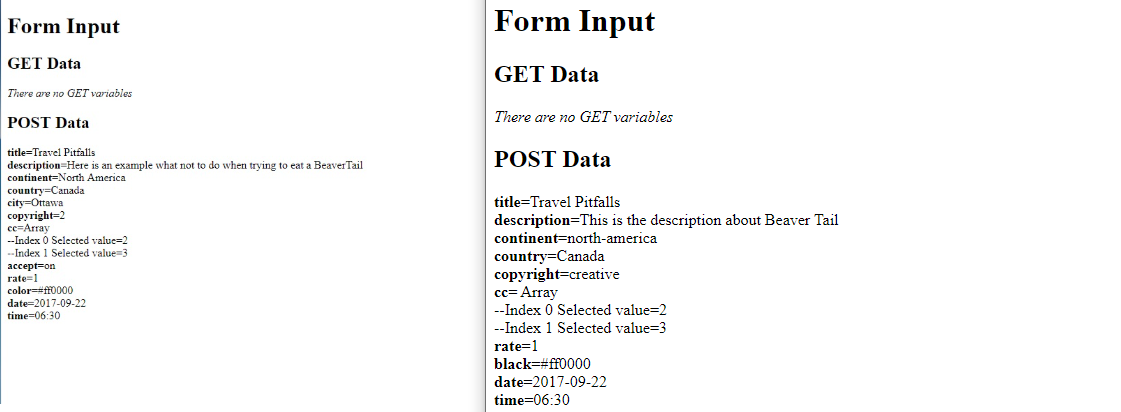 Form Input
GET Data
There are no GET variables
POST Data
title=Travel Pitfalls
description=Here is an example what not to do when trying to eat a BeaverTail
continent=North America
country=Canada
city=Ottawa
copyright=2
cc=Array
--Index 0 Selected value=2
--Index 1 Selected value=3
accept=on
rate=1
color=#ff0000
date=2017-09-22
time=06:30
Form Input
GET Data
There are no GET variables
POST Data
title=Travel Pitfalls
description=This is the description about Beaver Tail
continent=north-america
country=Canada
copyright=creative
cc= Array
--Index 0 Selected value=2
--Index 1 Selected value=3
rate=1
black=#ff0000
date=2017-09-22
time=06:30